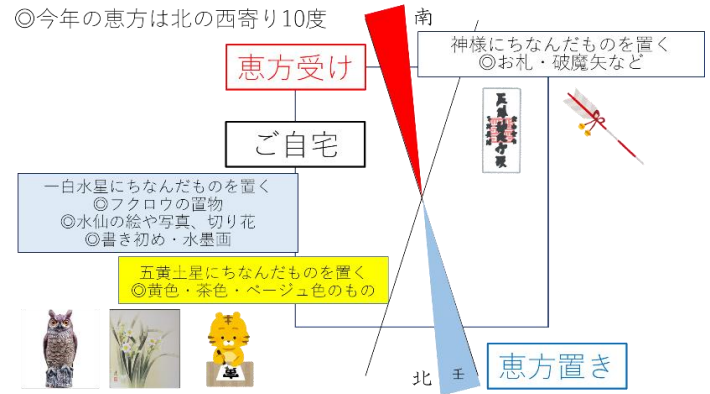 ◎今年の恵方は北の西寄り10度
南
恵方受け
神様にちなんだものを置く
◎お札・破魔矢など
ご自宅
一白水星にちなんだものを置く
◎フクロウの置物
◎水仙の絵や写真、切り花
◎書き初め・水墨画
五黄土星にちなんだものを置く
◎黄色・茶色・ベージュ色のもの
北
壬
恵方置き